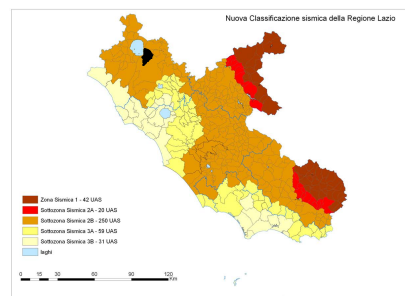 Nuova Classificazione sismica della Regione Lazio
Zona Sismica 1 - 42 UAS
Sottozona Sismica 2A - 20 UAS
Sottozona Sismica 2B - 250 UAS
Sottozona Sismica 3A - 59 UAS
Sottozona Sismica 3B - 31 UAS
laghi
0 15 30 60 90 120
Km